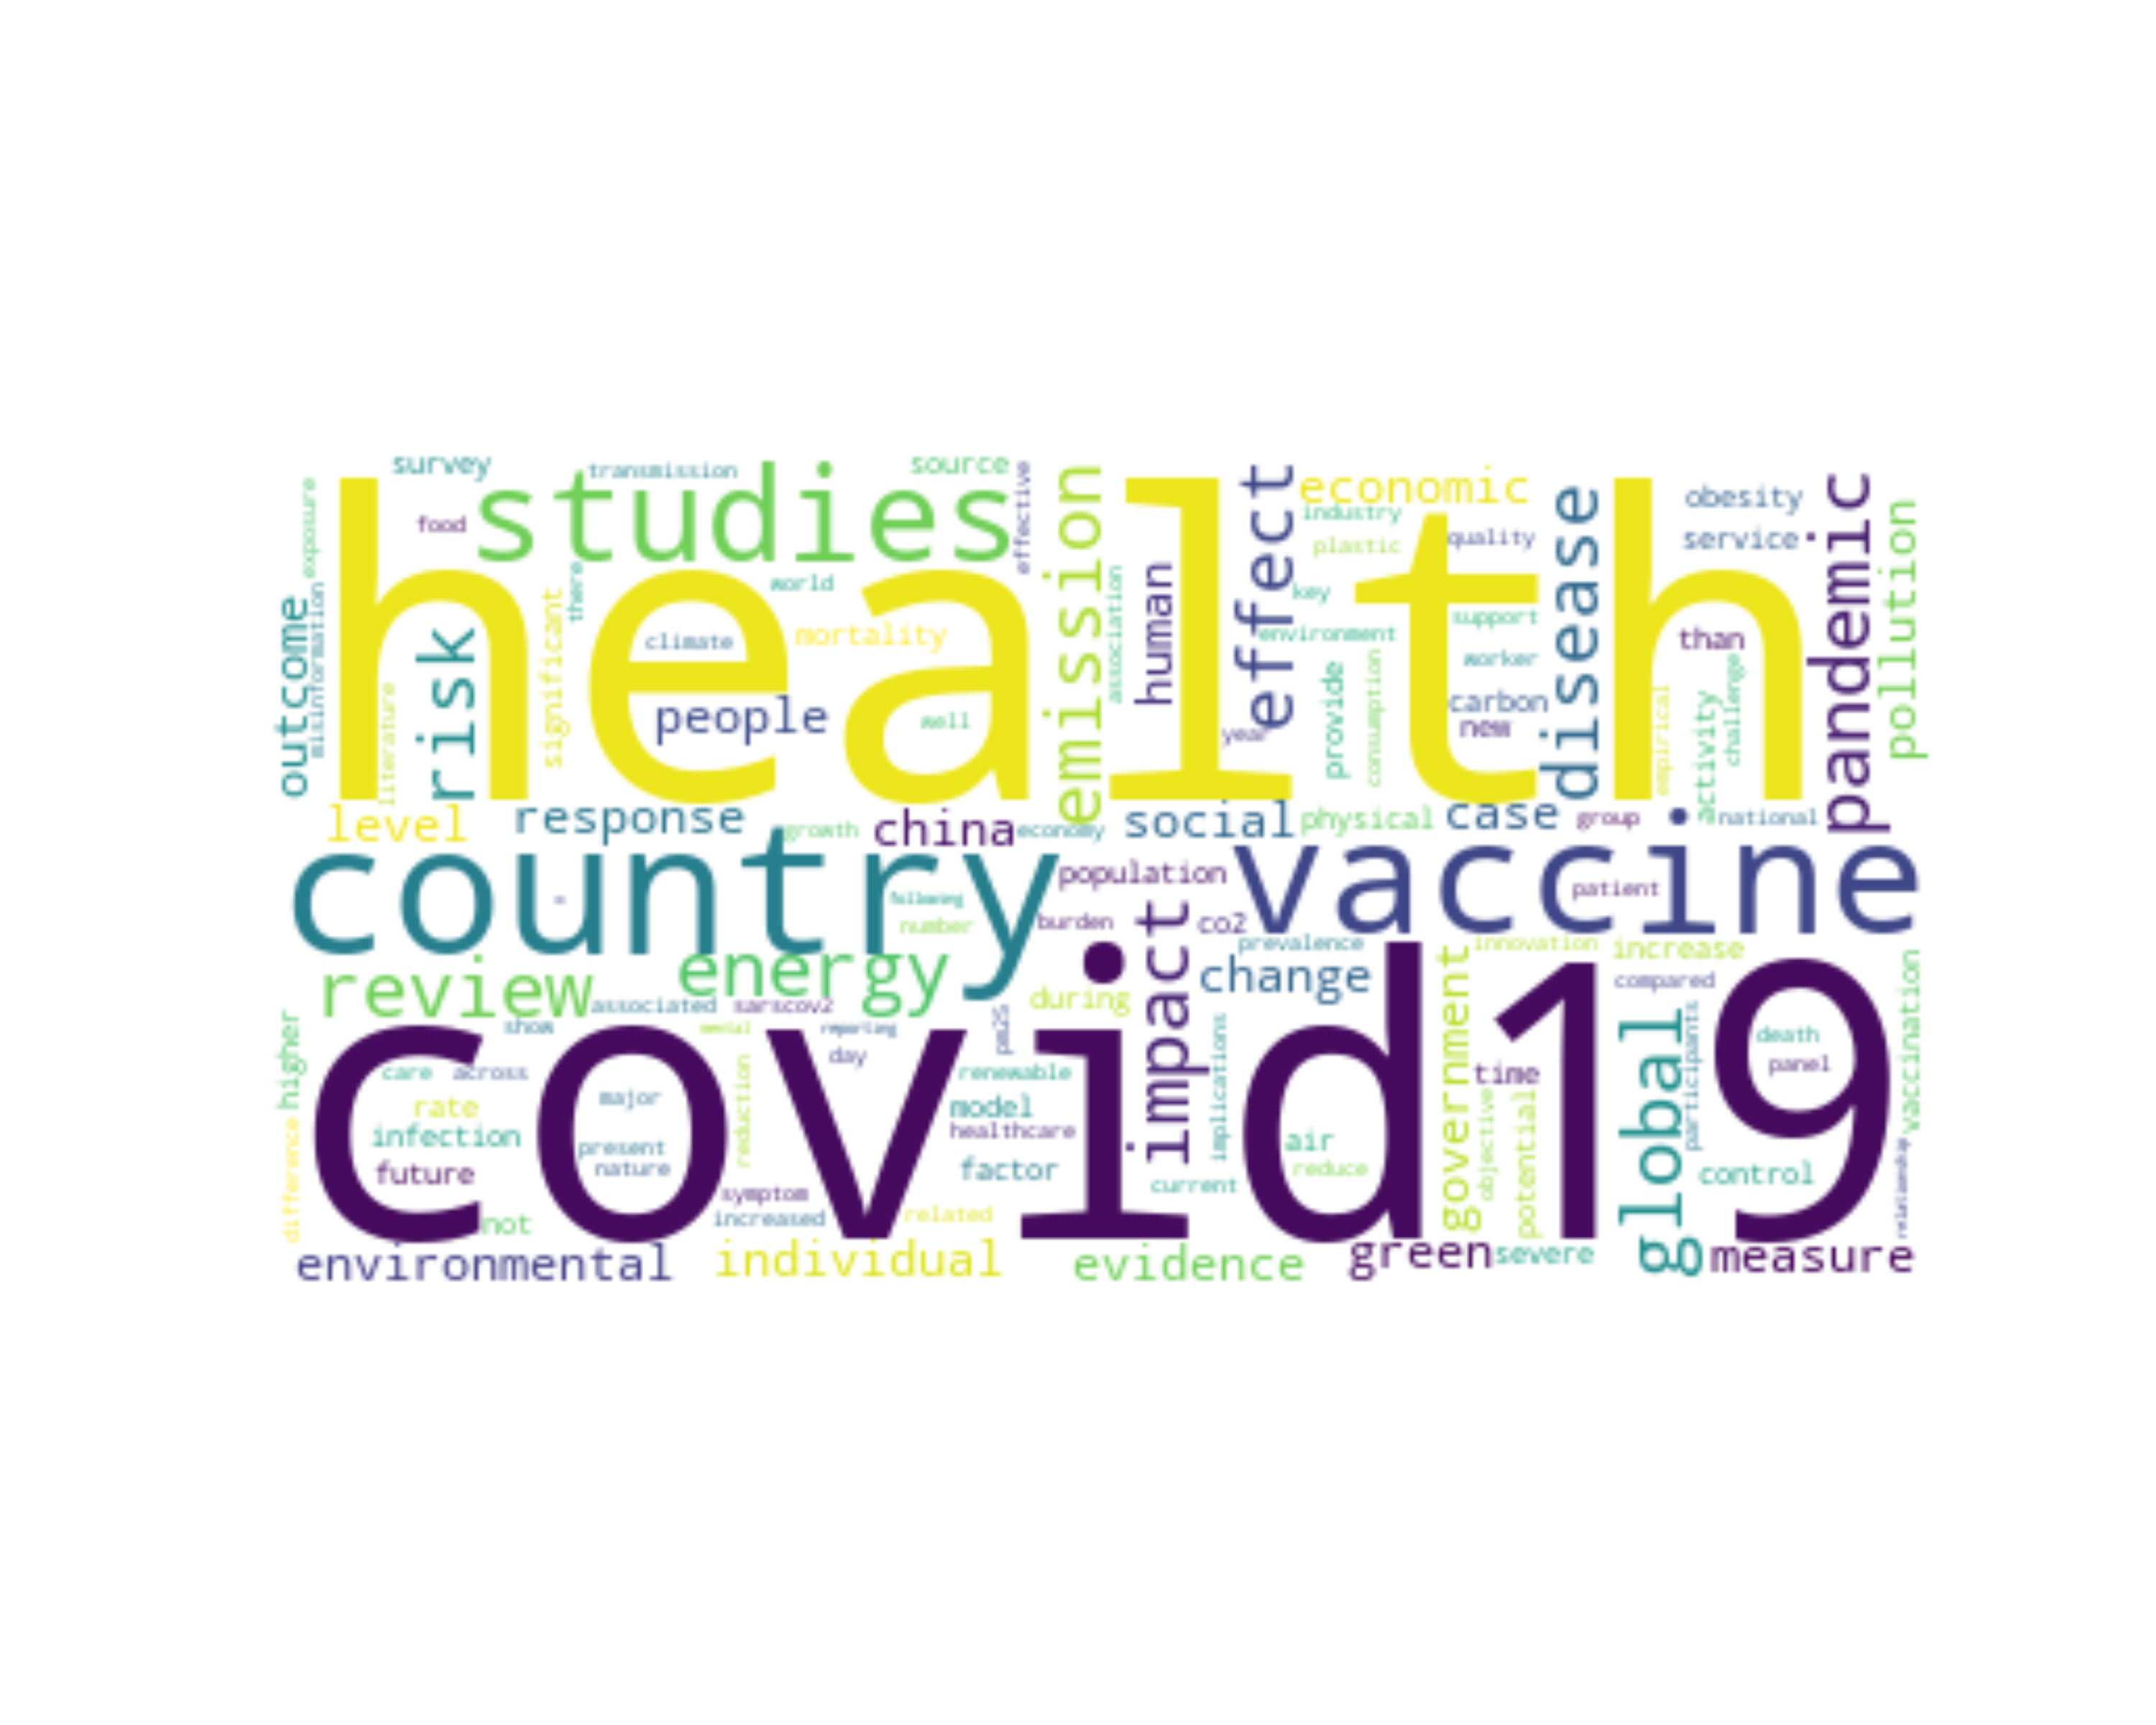 survey
transmission
source
studies
food
exposure
effective
emission
effect
economic
industry
plastic
quality
disease
obesity
service
pandemic
pollution
health
there
world
association
human
key
support
than
environment
worker
climate
mortality
outcome
misinformation
literature
risk
significant
people
well
year
provide
consumption
carbon
new
empirical
activity
challenge
level
response
growth
china
economy
social
physical
case
group
national
country
population
vaccine
patient
following
number
burden
co2
impact
prevalence
innovation
increase
review
energy
change
government
compared
vaccination
associated
sarscov2
during
covid19
higher
show
reporting
pm25
day
care
across
renewable
implications
time
global
participants
death
panel
rate
major
reduction
model
healthcare
objective
potential
infection
present
nature
factor
air
reduce
future
current
control
relationship
difference
symptom
increased
related
not
environmental
individual
evidence
green
severe
measure